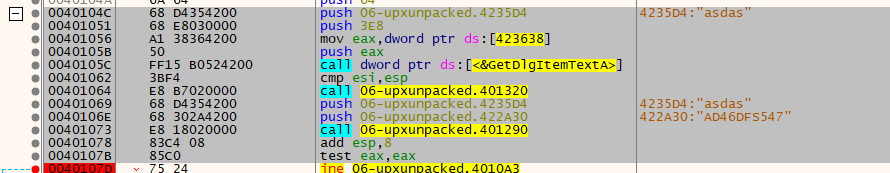 0040104A 6A 64 push 64
0040104C 68 D4354200 push 06-upxunpacked.4235D4 4235D4:"asdas"
00401051 68 E8030000 push 3E8
00401056 A1 38364200 mov eax,dword ptr ds:[423638]
0040105B 50 push eax
0040105C FF15 B0524200 call dword ptr ds:[<&GetDlgItemTextA>]
00401062 3BF4 cmp esi,esp
00401064 E8 B7020000 call 06-upxunpacked.401320
00401069 68 D4354200 push 06-upxunpacked.4235D4 4235D4:"asdas"
0040106E 68 302A4200 push 06-upxunpacked.422A30 422A30:"AD46DFS547"
00401073 E8 18020000 call 06-upxunpacked.401290
00401078 83C4 08 add esp,8
0040107B 85C0 test eax,eax
0040107D 75 24 jne 06-upxunpacked.4010A3